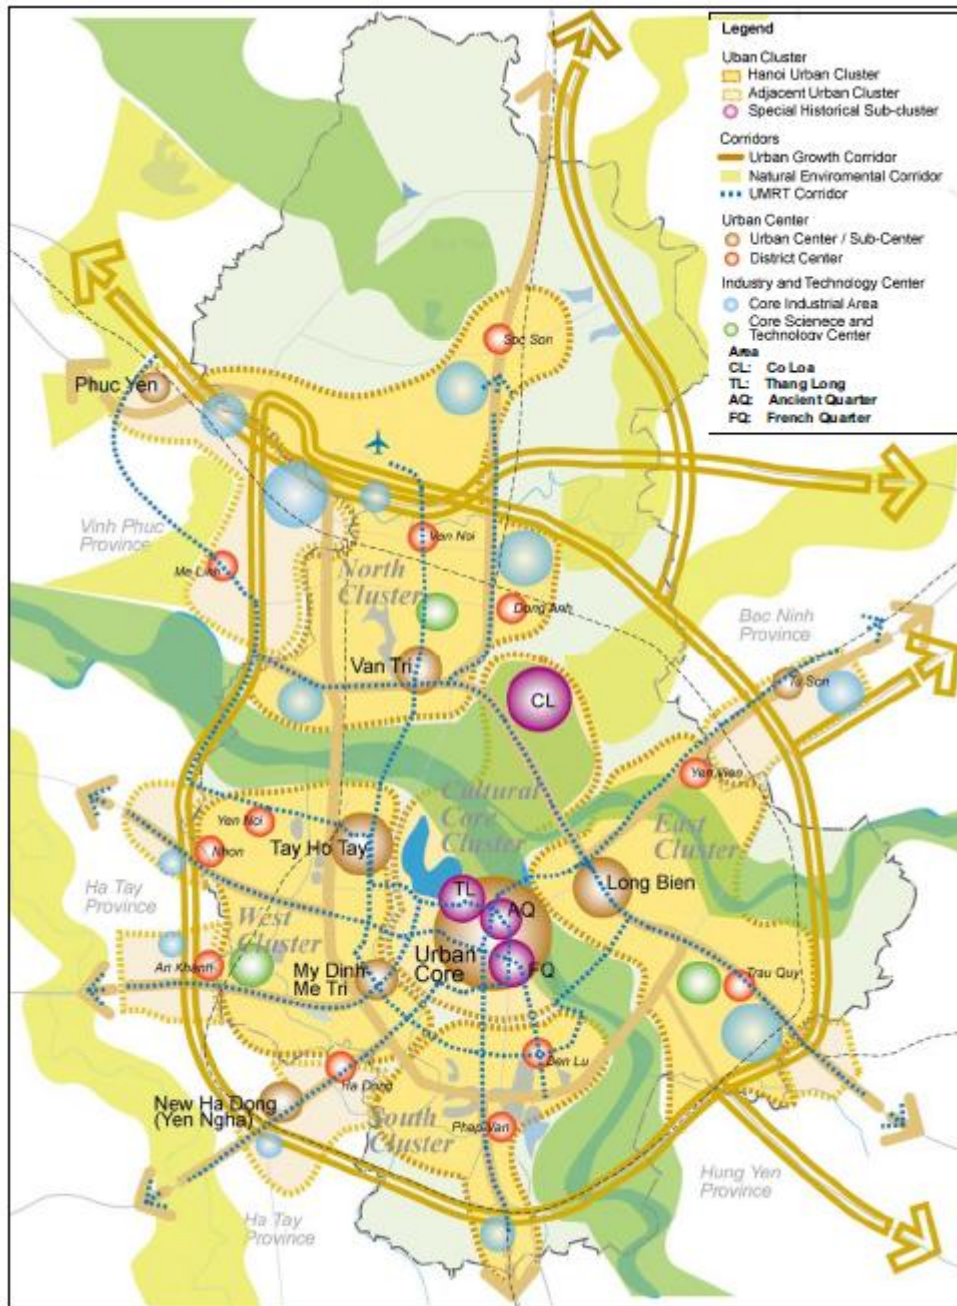 Legend
Uban Cluster
Hanoi Urban Cluster
Adjacent Urban Cluster
Special Historical Sub-cluster
Corridors
Urban Growth Corridor
Natural Enviromental Corridor
UMRT Corridor
Urban Center
Urban Center / Sub-Center
District Center
Industry and Technology Center
Core Industrial Area
Core Scienece and
Technology Center
Area
CL: Co Loa
TL: Thang Long
AQ: Ancient Quarter
FQ: French Quarter
Soc Son
Phuc Yen
Vinh Phuc
Province
Van Noi
Me Linh
North
Cluster
Dong Anh
Bac Ninh
Province
Van Tri
Tu Son
CL
Yen Vien
Cultural
Core
Cluster
Yen Noi
East
Cluster
Tay Ho Tay
Nhon
Long Bien
Ha Tay
Province
TL
AQ
West
Cluster
Urban
Core
FQ
An Khanh
My Dinh
Me Tri
Trau Quy
Den Lu
Ha Dong
New Ha Dong
(Yen Ngha)
South
Cluster
Phap Van
Hung Yen
Province
Ha Tay
Province